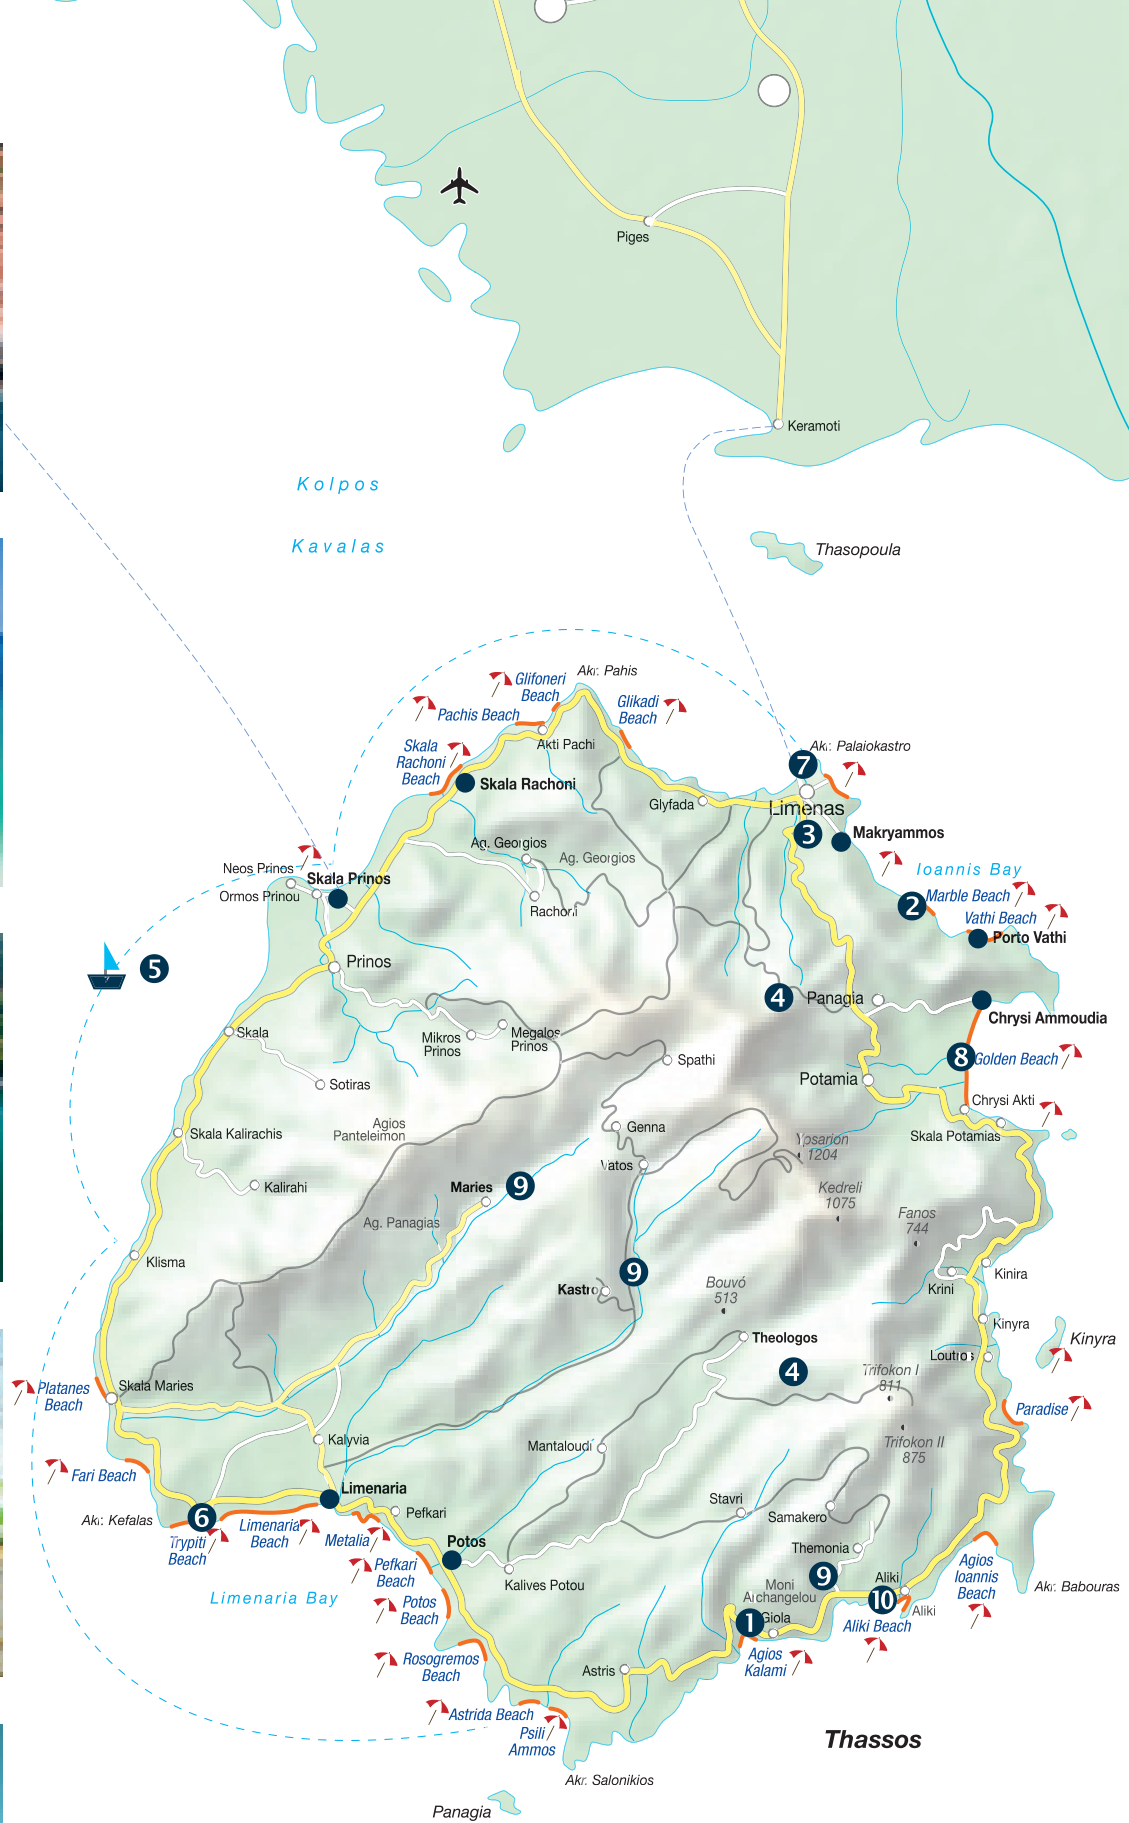 Piges
Keramoti
Kolpos
Kavalas
Thasopoula
Akr. Pahis
Glifoneri
Beach
Pachis Beach
Glikadi
Beach
Skala
Rachoni
Beach
Akti Pachi
Skala Rachoni
Akr. Palaiokastro
7
Glyfada
Limenas
3
Makryammos
Ioannis Bay
Ag. Georgios
Ag. Georgios
Neos Prinos
Skala Prinos
Ormos Prinou
Rachoni
2
Marble Beach
Vathi Beach
Porto Vathi
5
Prinos
4
Panagia
Chrysi Ammoudia
Skala
Mikros
Prinos
Megalos
Prinos
Spathi
8
Golden Beach
Potamia
Sotiras
Chrysi Akti
Skala Potamias
Skala Kalirachis
Agios
Panteleimon
Genna
Ypsarion
1204
Vatos
Kalirahi
Maries
9
Kedreli
1075
Ag. Panagias
Fanos
744
Klisma
9
Kastro
Bouvó
513
Kinira
Krini
Kinyra
Kinyra
Theologos
Loutros
4
Trifokon I
811
Platanes
Beach
Skala Maries
Paradise
Kalyvia
Mantaloudi
Trifokon II
875
Fari Beach
Limenaria
Stavri
Samakero
Akr. Kefalas
6
Trypiti
Beach
Limenaria
Beach
Metalia
Pefkari
Potos
Themonia
Pefkari
Beach
Kalives Potou
9
Aliki
Agios
Ioannis
Beach
Akr. Babouras
Limenaria Bay
Potos
Beach
Moni
Archangelou
10
Aliki
1
Giola
Aliki Beach
Rosogremos
Beach
Astris
Agios
Kalami
Astrida Beach
Psili
Ammos
Thassos
Akr. Salonikios
Panagia